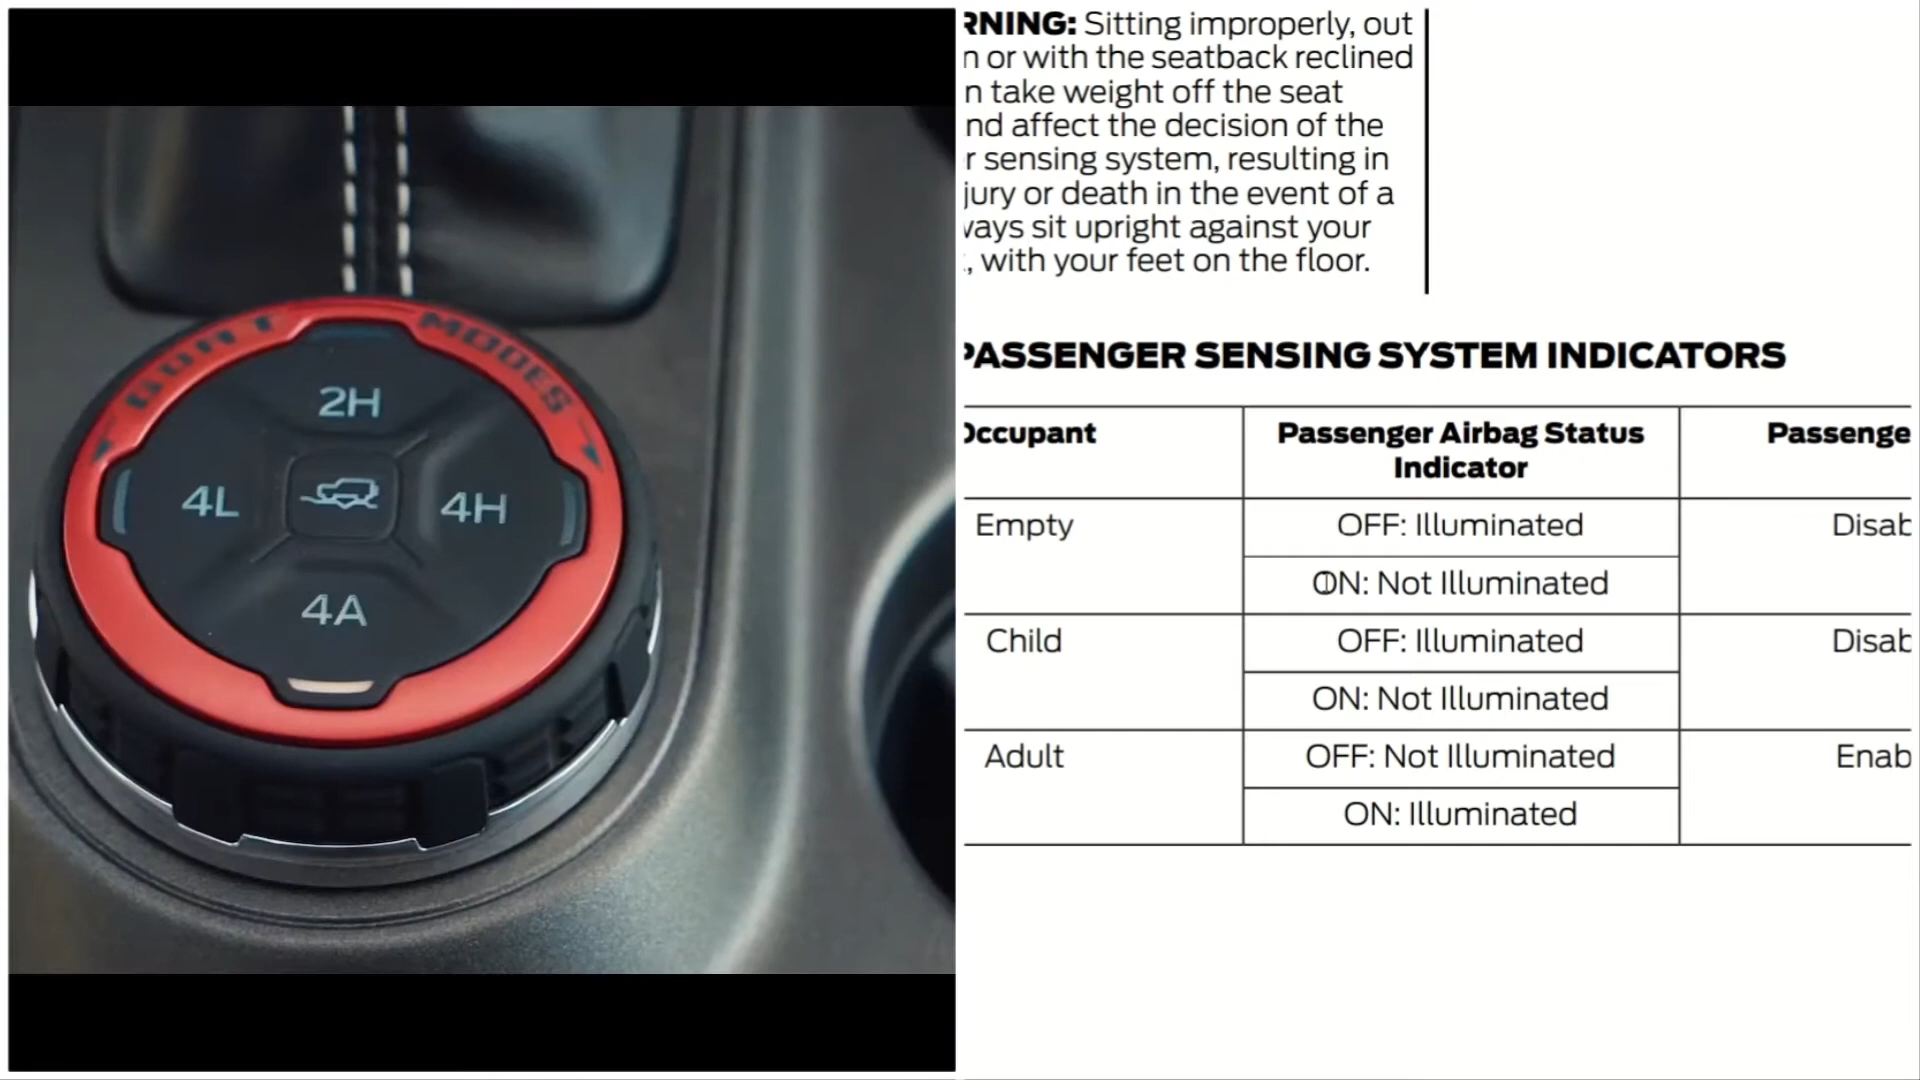 GOAT MODES
2H
4L
4H
4A
RNING: Sitting improperly, out
n or with the seatback reclined
n take weight off the seat
nd affect the decision of the
r sensing system, resulting in
jury or death in the event of a
ways sit upright against your
, with your feet on the floor.
PASSENGER SENSING SYSTEM INDICATORS
Occupant
Passenger Airbag Status
Indicator
Passenge
Empty
OFF: Illuminated
Disab
ON: Not Illuminated
Child
OFF: Illuminated
Disab
ON: Not Illuminated
Adult
OFF: Not Illuminated
Enab
ON: Illuminated